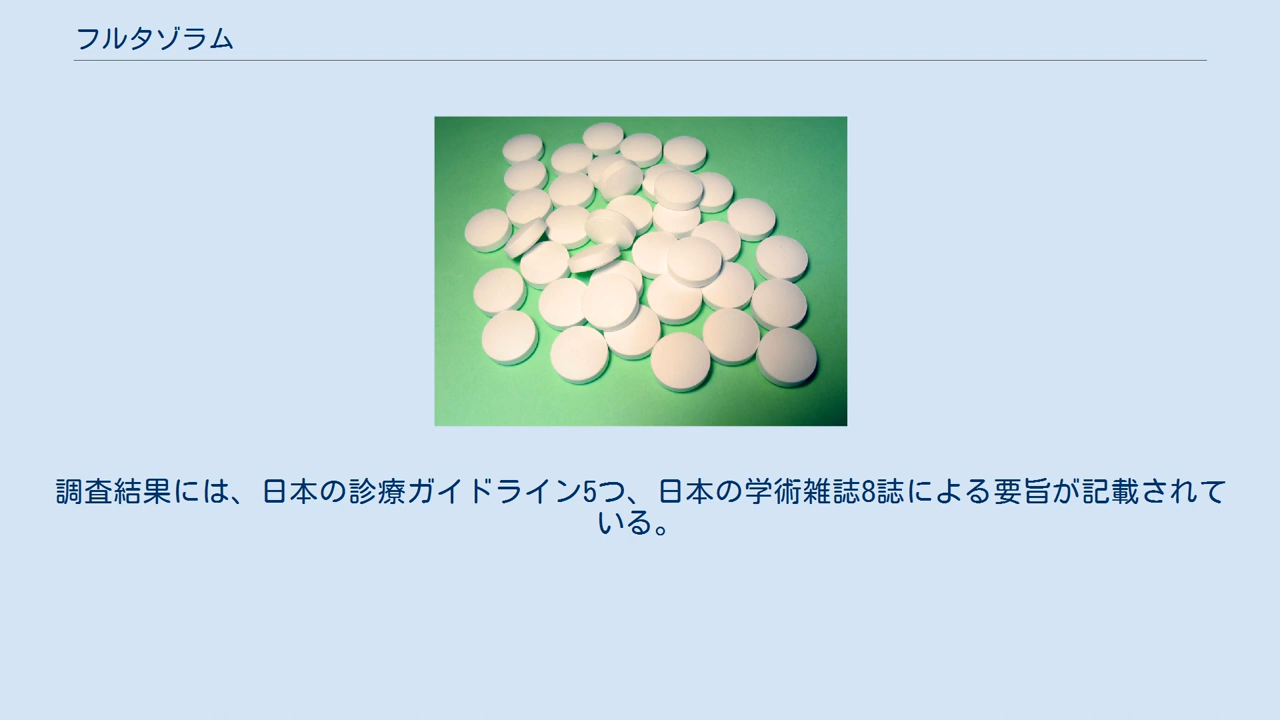 フルタゾラム
調査結果には、日本の診療ガイドライン5つ、日本の学術雑誌8誌による要旨が記載されて
いる。